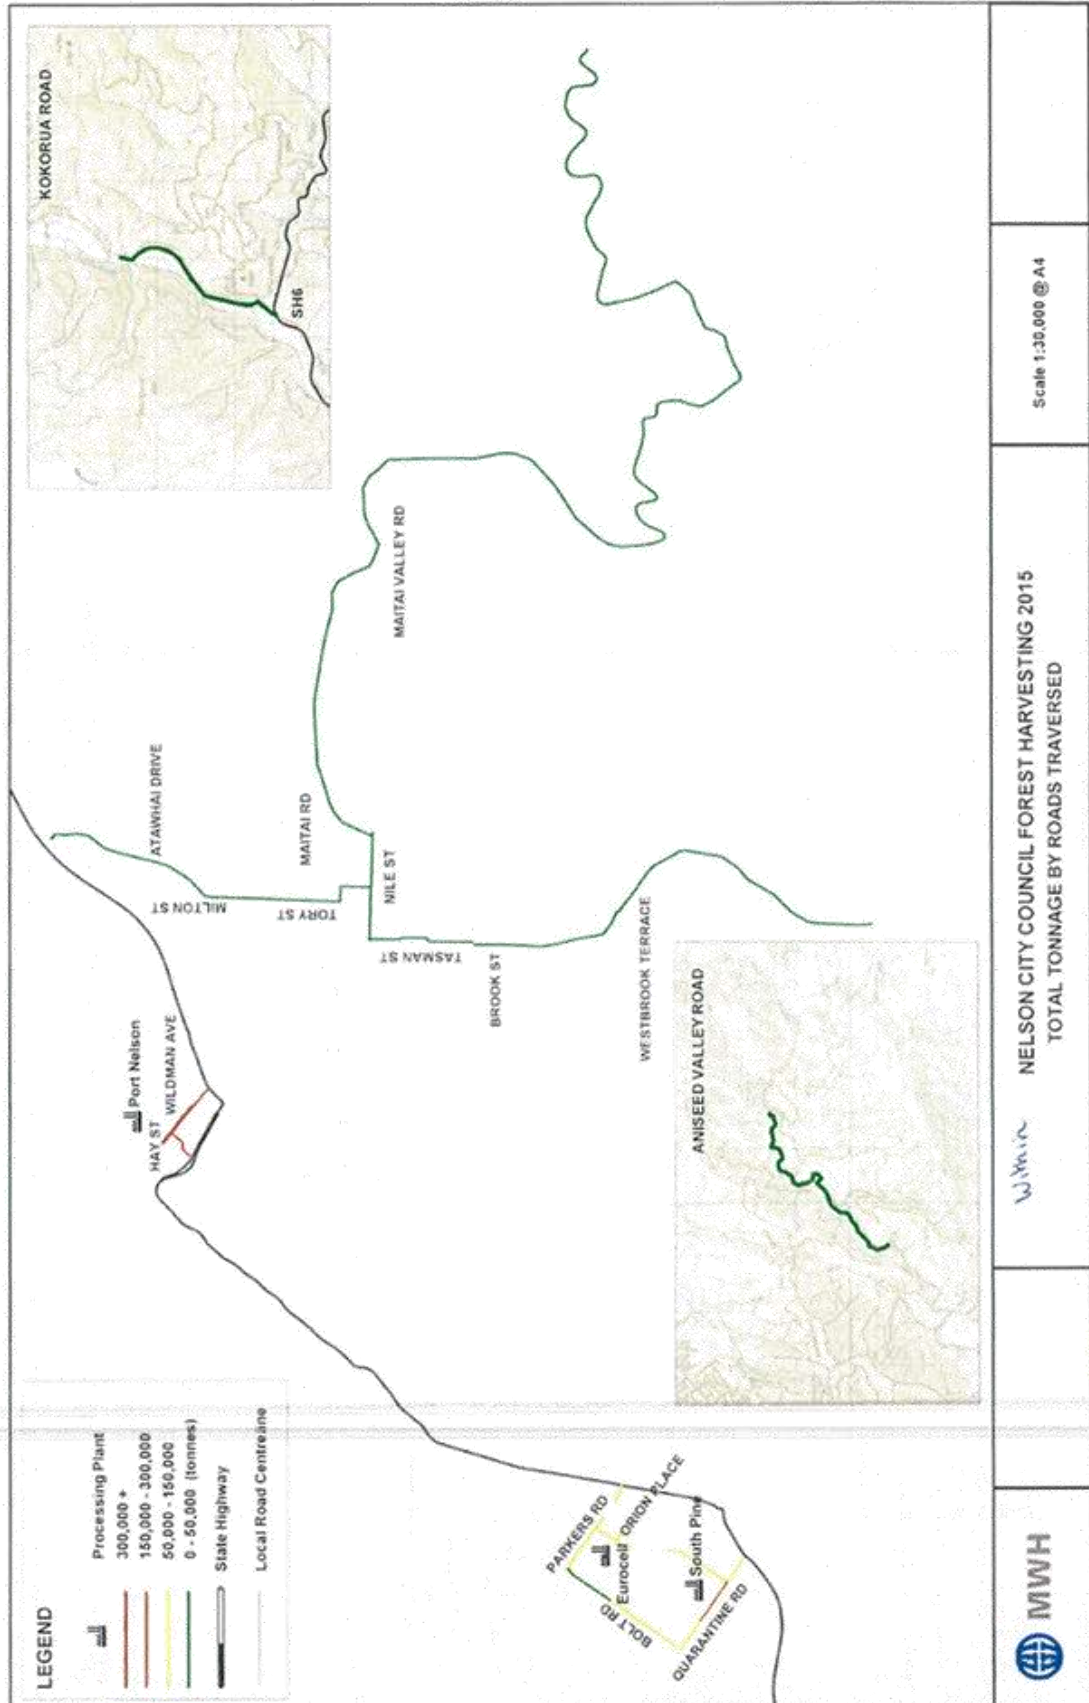 LEGEND
Processing Plant
300,000 +
150,000 - 300,000
50,000 - 150,000
0 - 50,000 (tonnes)
State Highway
Local Road Centreline
KOKORUA ROAD
SH6
ATAWHAI DRIVE
MILTON ST
TORY ST
MAITAI RD
MAITAI VALLEY RD
NILE ST
TASMAN ST
BROOK ST
WESTBROOK TERRACE
Port Nelson
HAY ST
WILDMAN AVE
PARKERS RD
ORION PLACE
Eurocell
BOLT RD
South Pine
QUARANTINE RD
ANISEED VALLEY ROAD
MWH
Within
NELSON CITY COUNCIL FOREST HARVESTING 2015
TOTAL TONNAGE BY ROADS TRAVERSED
Scale 1:30,000 @ A4